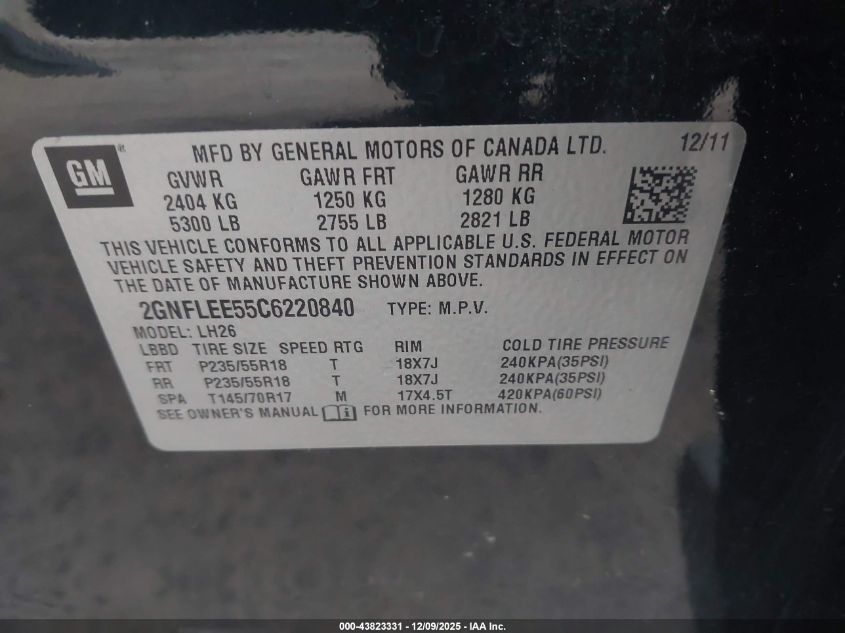 GM
MFD BY GENERAL MOTORS OF CANADA LTD. 12/11
GVWR GAWR FRT GAWR RR
2404 KG 1250 KG 1280 KG
5300 LB 2755 LB 2821 LB
THIS VEHICLE CONFORMS TO ALL APPLICABLE U.S. FEDERAL MOTOR
VEHICLE SAFETY AND THEFT PREVENTION STANDARDS IN EFFECT ON
THE DATE OF MANUFACTURE SHOWN ABOVE.
2GNFLEE55C6220840 TYPE: M.P.V.
MODEL: LH26
LBBD TIRE SIZE SPEED RTG RIM COLD TIRE PRESSURE
FRT P235/55R18 T 18X7J 240KPA(35PSI)
RR P235/55R18 T 18X7J 240KPA(35PSI)
SPA T145/70R17 M 17X4.5T 420KPA(60PSI)
SEE OWNER'S MANUAL FOR MORE INFORMATION.
000-43823331 - 12/09/2025 - IAA Inc.